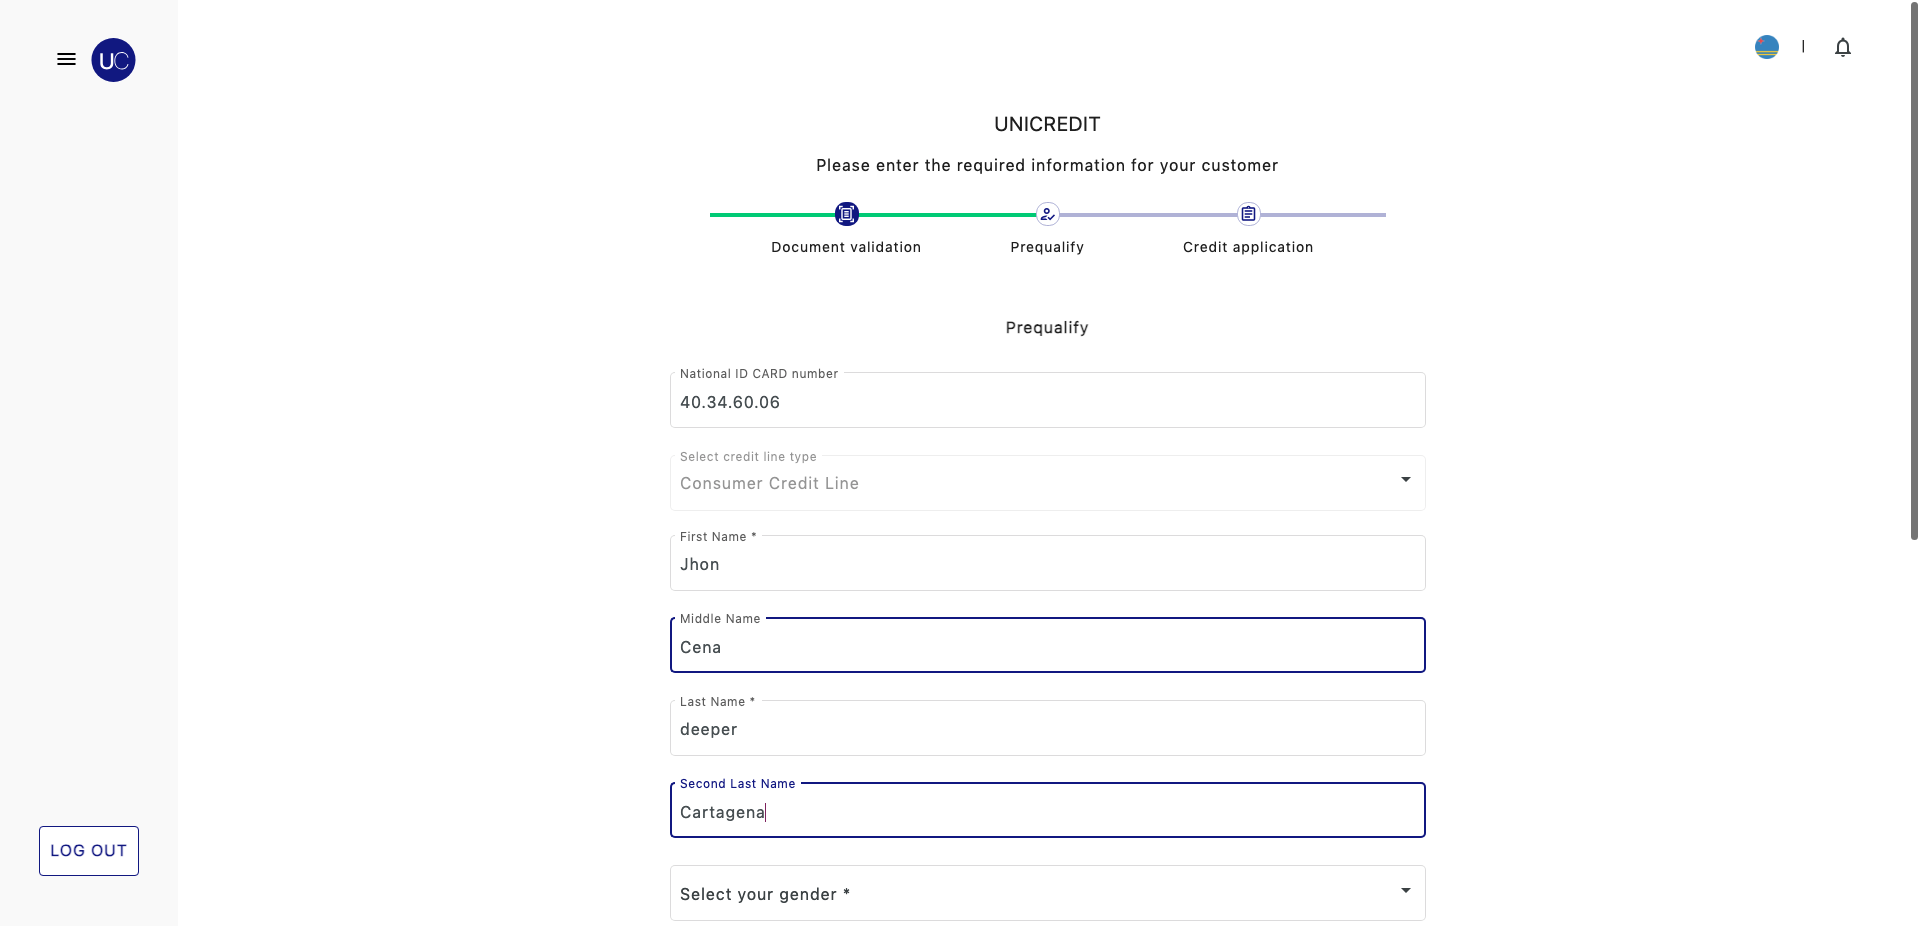 UC
UNICREDIT
Please enter the required information for your customer
Document validation
Prequalify
Credit application
Prequalify
National ID CARD number
40.34.60.06
Select credit line type
Consumer Credit Line
First Name *
Jhon
Middle Name
Cena
Last Name *
deeper
Second Last Name
Cartagena
LOG OUT
Select your gender *